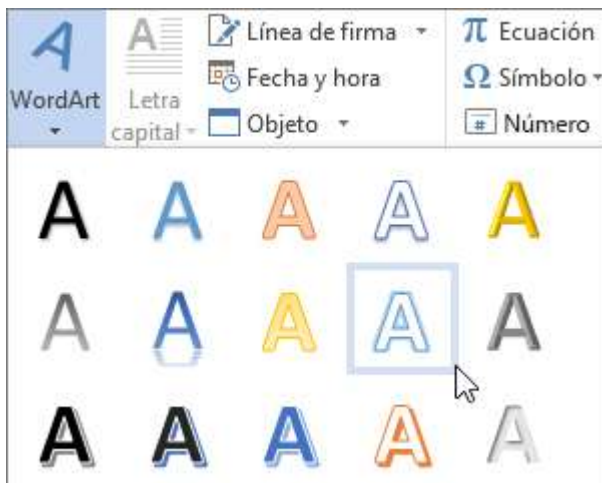 WordArt
Letra
capital
Línea de firma
Fecha y hora
Objeto
π Ecuación
Ω Símbolo
# Número
A A A A A
A A A A A
A A A A A